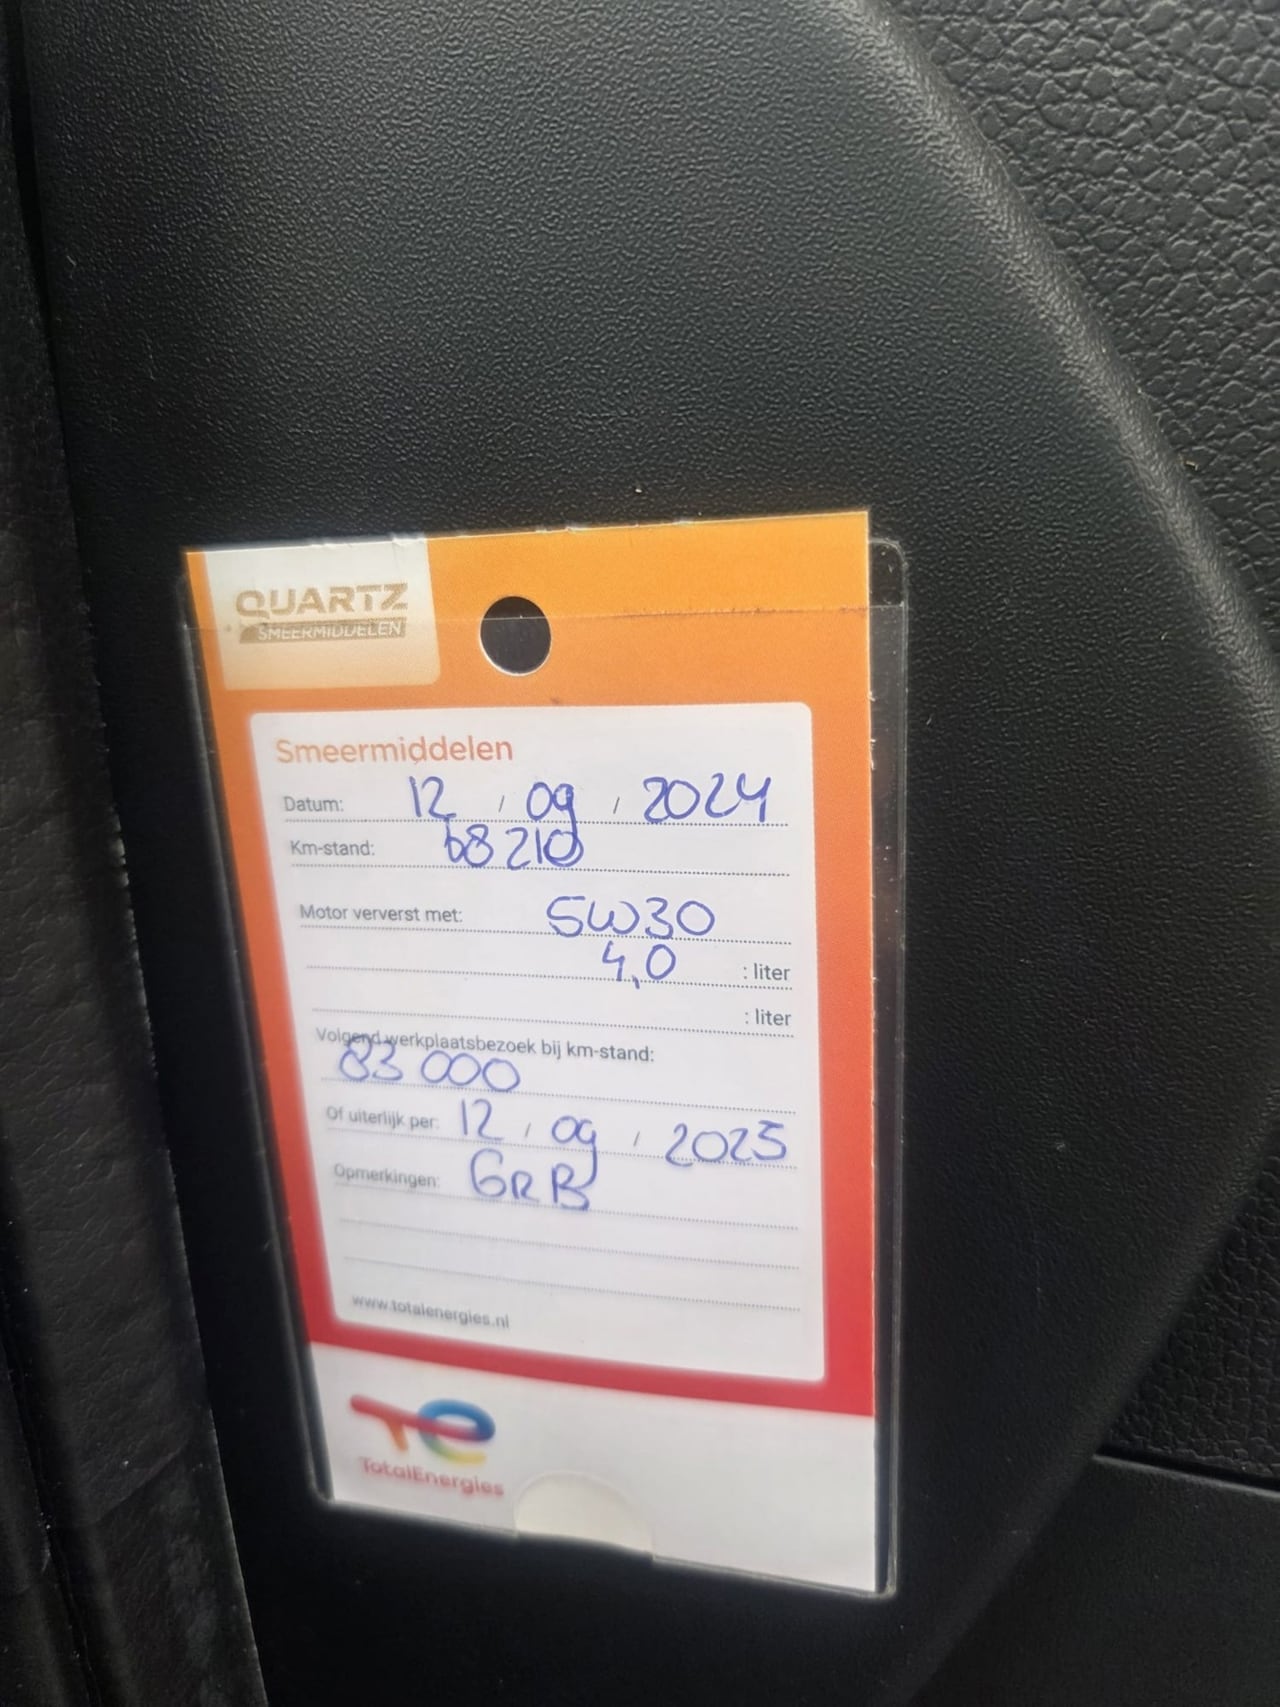 QUARTZ
SMEERMIDDELEN
Smeermiddelen
Datum: 12 / 09 / 2024
Km-stand: 68210
Motor ververst met: 5W30
4,0 : liter
: liter
Volgend werkplaatsbezoek bij km-stand:
83 000
Of uiterlijk per: 12 / 09 / 2025
Opmerkingen: GRB
www.totalenergies.nl
TotalEnergies